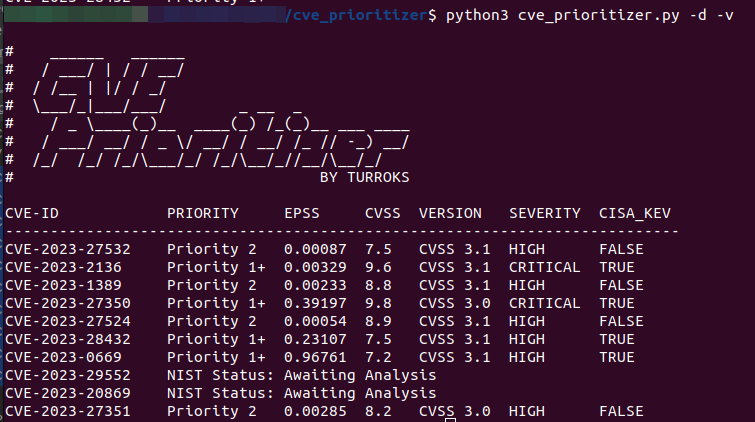 /cve_prioritizer$ python3 cve_prioritizer.py -d -v
#    ______   ______
#   / ___/ | / / __/
#  / /__ | |/ / _/
#  \___/_|___/___/          _ __  _
#    / _ \____(_)__  ____(_) /_(_)__ ___ ____
#   / ___/ __/ / _ \/ __/ / __/ /_ // -_) __/
#  /_/  /_/ /_/\___/_/ /_/\__/_//__/\__/_/
#                                  BY TURROKS
CVE-ID            PRIORITY     EPSS     CVSS  VERSION   SEVERITY  CISA_KEV
---------------------------------------------------------------------------
CVE-2023-27532    Priority 2   0.00087  7.5   CVSS 3.1  HIGH      FALSE
CVE-2023-2136     Priority 1+  0.00329  9.6   CVSS 3.1  CRITICAL  TRUE
CVE-2023-1389     Priority 2   0.00233  8.8   CVSS 3.1  HIGH      FALSE
CVE-2023-27350    Priority 1+  0.39197  9.8   CVSS 3.0  CRITICAL  TRUE
CVE-2023-27524    Priority 2   0.00054  8.9   CVSS 3.1  HIGH      FALSE
CVE-2023-28432    Priority 1+  0.23107  7.5   CVSS 3.1  HIGH      TRUE
CVE-2023-0669     Priority 1+  0.96761  7.2   CVSS 3.1  HIGH      TRUE
CVE-2023-29552    NIST Status: Awaiting Analysis
CVE-2023-20869    NIST Status: Awaiting Analysis
CVE-2023-27351    Priority 2   0.00285  8.2   CVSS 3.0  HIGH      FALSE